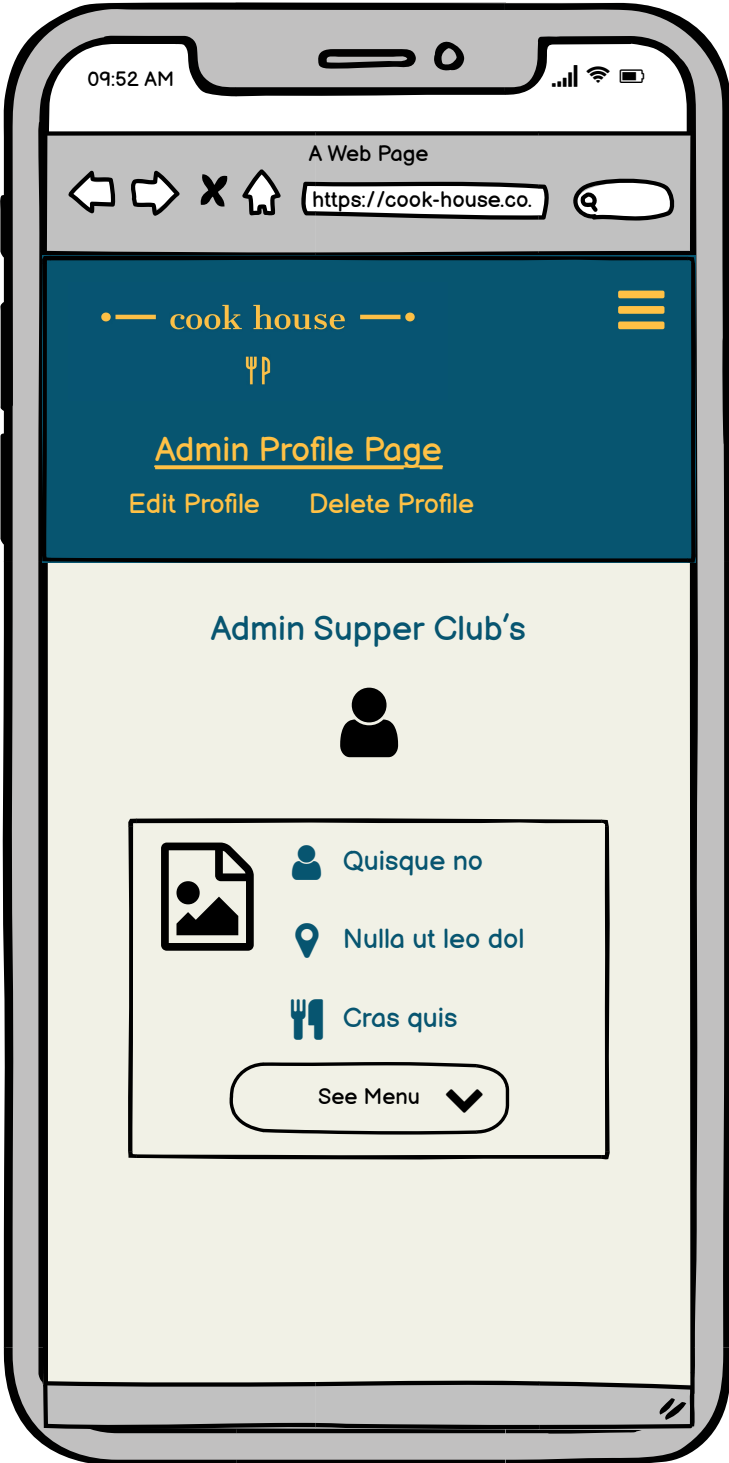 09:52 AM
A Web Page
https://cook-house.co.
cook house
Admin Profile Page
Edit Profile Delete Profile
Admin Supper Club's
Quisque no
Nulla ut leo dol
Cras quis
See Menu